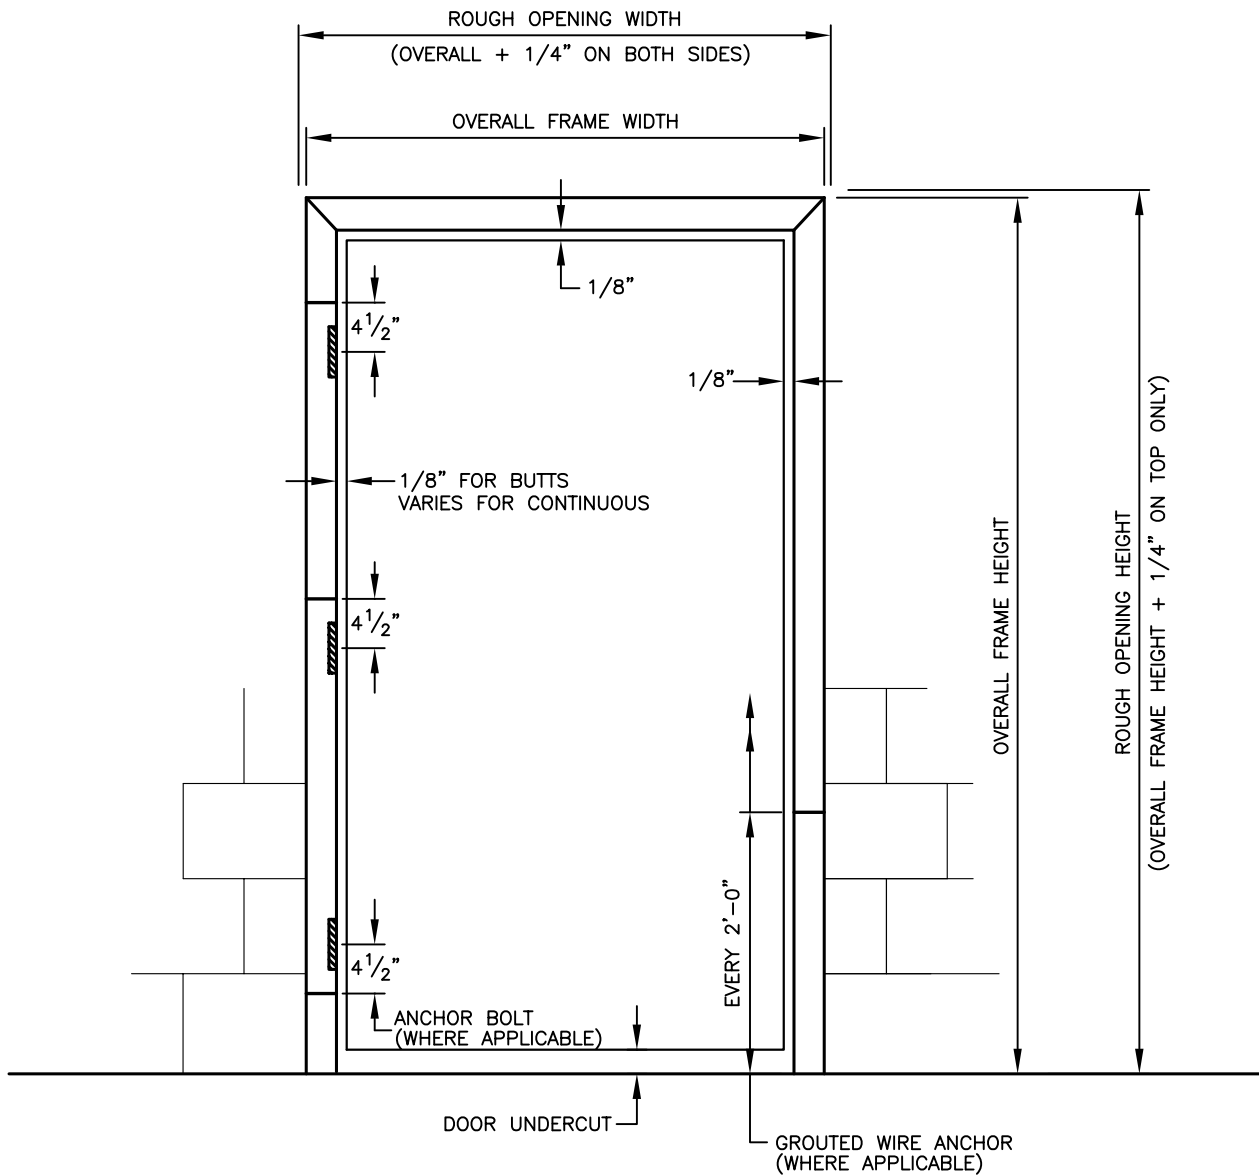 ROUGH OPENING WIDTH
(OVERALL + 1/4" ON BOTH SIDES)
OVERALL FRAME WIDTH
1/8"
4 1/2"
1/8"
1/8" FOR BUTTS
VARIES FOR CONTINUOUS
4 1/2"
OVERALL FRAME HEIGHT
ROUGH OPENING HEIGHT
(OVERALL FRAME HEIGHT + 1/4" ON TOP ONLY)
EVERY 2'-0"
4 1/2"
ANCHOR BOLT
(WHERE APPLICABLE)
DOOR UNDERCUT
GROUTED WIRE ANCHOR
(WHERE APPLICABLE)